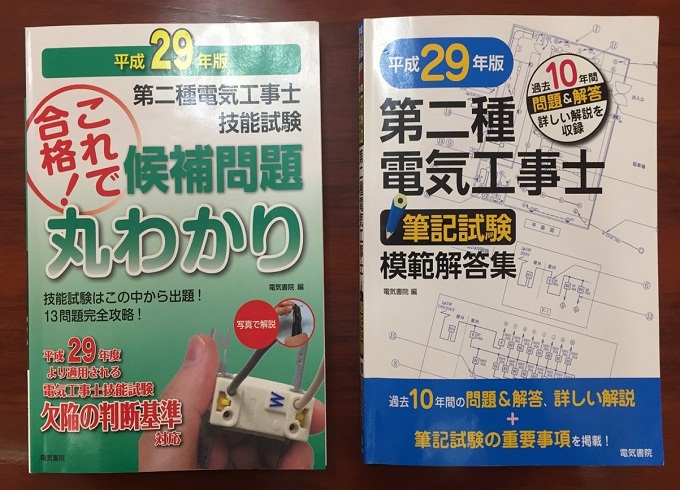 平成29年版
第二種電気工事士
技能試験
これで
合格！
候補問題
丸わかり
電気書院 編
技能試験はこの中から出題！
13問題完全攻略！
写真で解説
平成29年度
より適用される
電気工事士技能試験
欠陥の判断基準
対応
W
電気書院
平成29年版
過去10年間
問題&解答
詳しい解説を
収録
第二種
電気工事士
筆記試験
模範解答集
電気書院 編
過去10年間の問題&解答、詳しい解説
+
筆記試験の重要事項を掲載！
電気書院